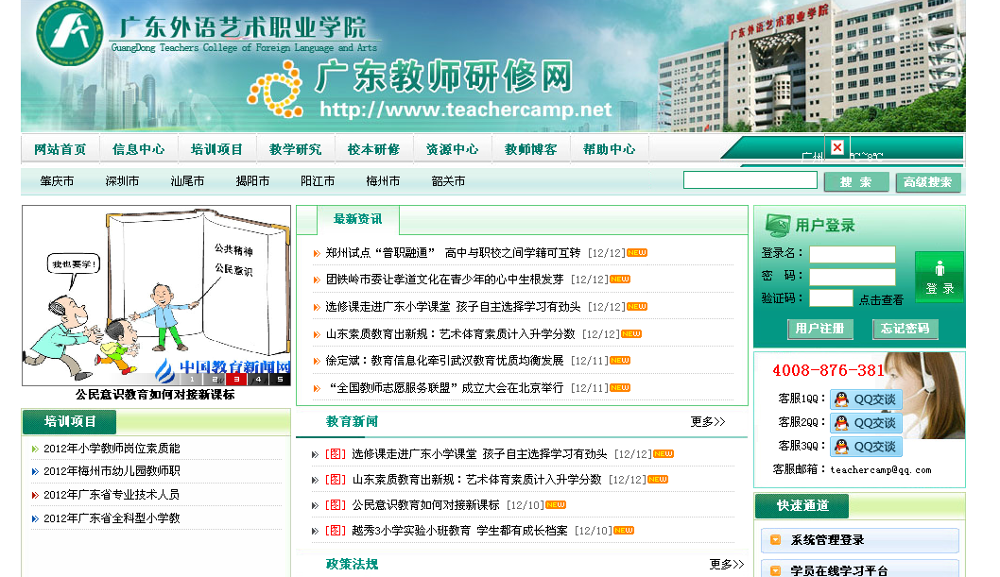 广东外语艺术职业学院
GuangDong Teachers College of Foreign Language and Arts
广东外语艺术职业学院
广东教师研修网
http://www.teachercamp.net
网站首页 信息中心 培训项目 教学研究 校本研修 资源中心 教师博客 帮助中心
广州 ℃~8℃
肇庆市 深圳市 汕尾市 揭阳市 阳江市 梅州市 韶关市
搜 索 高级搜索
公共精神
公民意识
我也要学!
中国教育新闻网
1 2 3 4 5
公民意识教育如何对接新课标
培训项目
2012年小学教师岗位素质能
2012年梅州市幼儿园教师职
2012年广东省专业技术人员
2012年广东省全科型小学教
最新资讯
郑州试点“普职融通” 高中与职校之间学籍可互转 [12/12] NEW
团铁岭市委让孝道文化在青少年的心中生根发芽 [12/12] NEW
选修课走进广东小学课堂 孩子自主选择学习有劲头 [12/12] NEW
山东素质教育出新规：艺术体育素质计入升学分数 [12/12] NEW
徐定斌：教育信息化牵引武汉教育优质均衡发展 [12/11] NEW
“全国教师志愿服务联盟”成立大会在北京举行 [12/11] NEW
教育新闻 更多>>
[图] 选修课走进广东小学课堂 孩子自主选择学习有劲头 [12/12] NEW
[图] 山东素质教育出新规：艺术体育素质计入升学分数 [12/12] NEW
[图] 公民意识教育如何对接新课标 [12/10] NEW
[图] 越秀3小学实验小班教育 学生都有成长档案 [12/10] NEW
政策法规 更多>>
用户登录
登录名：
密 码：
验证码： 点击查看
登 录
用户注册 忘记密码
4008-876-381
客服1QQ： QQ交谈
客服2QQ： QQ交谈
客服3QQ： QQ交谈
客服邮箱：teachercamp@qq.com
快速通道
系统管理登录
学员在线学习平台